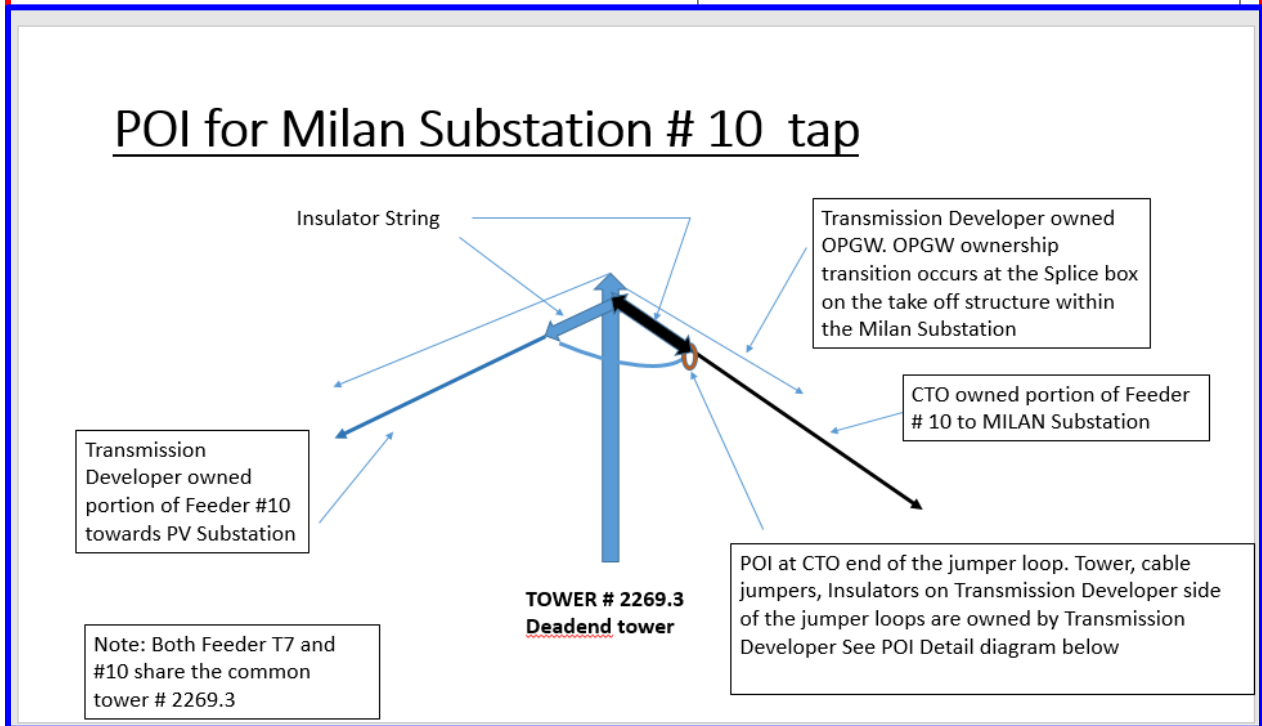 POI for Milan Substation # 10  tap
Insulator String
Transmission Developer owned
OPGW. OPGW ownership
transition occurs at the Splice box
on the take off structure within
the Milan Substation
CTO owned portion of Feeder
# 10 to MILAN Substation
Transmission
Developer owned
portion of Feeder #10
towards PV Substation
POI at CTO end of the jumper loop. Tower, cable
jumpers, Insulators on Transmission Developer side
of the jumper loops are owned by Transmission
Developer See POI Detail diagram below
TOWER # 2269.3
Deadend tower
Note: Both Feeder T7 and
#10 share the common
tower # 2269.3